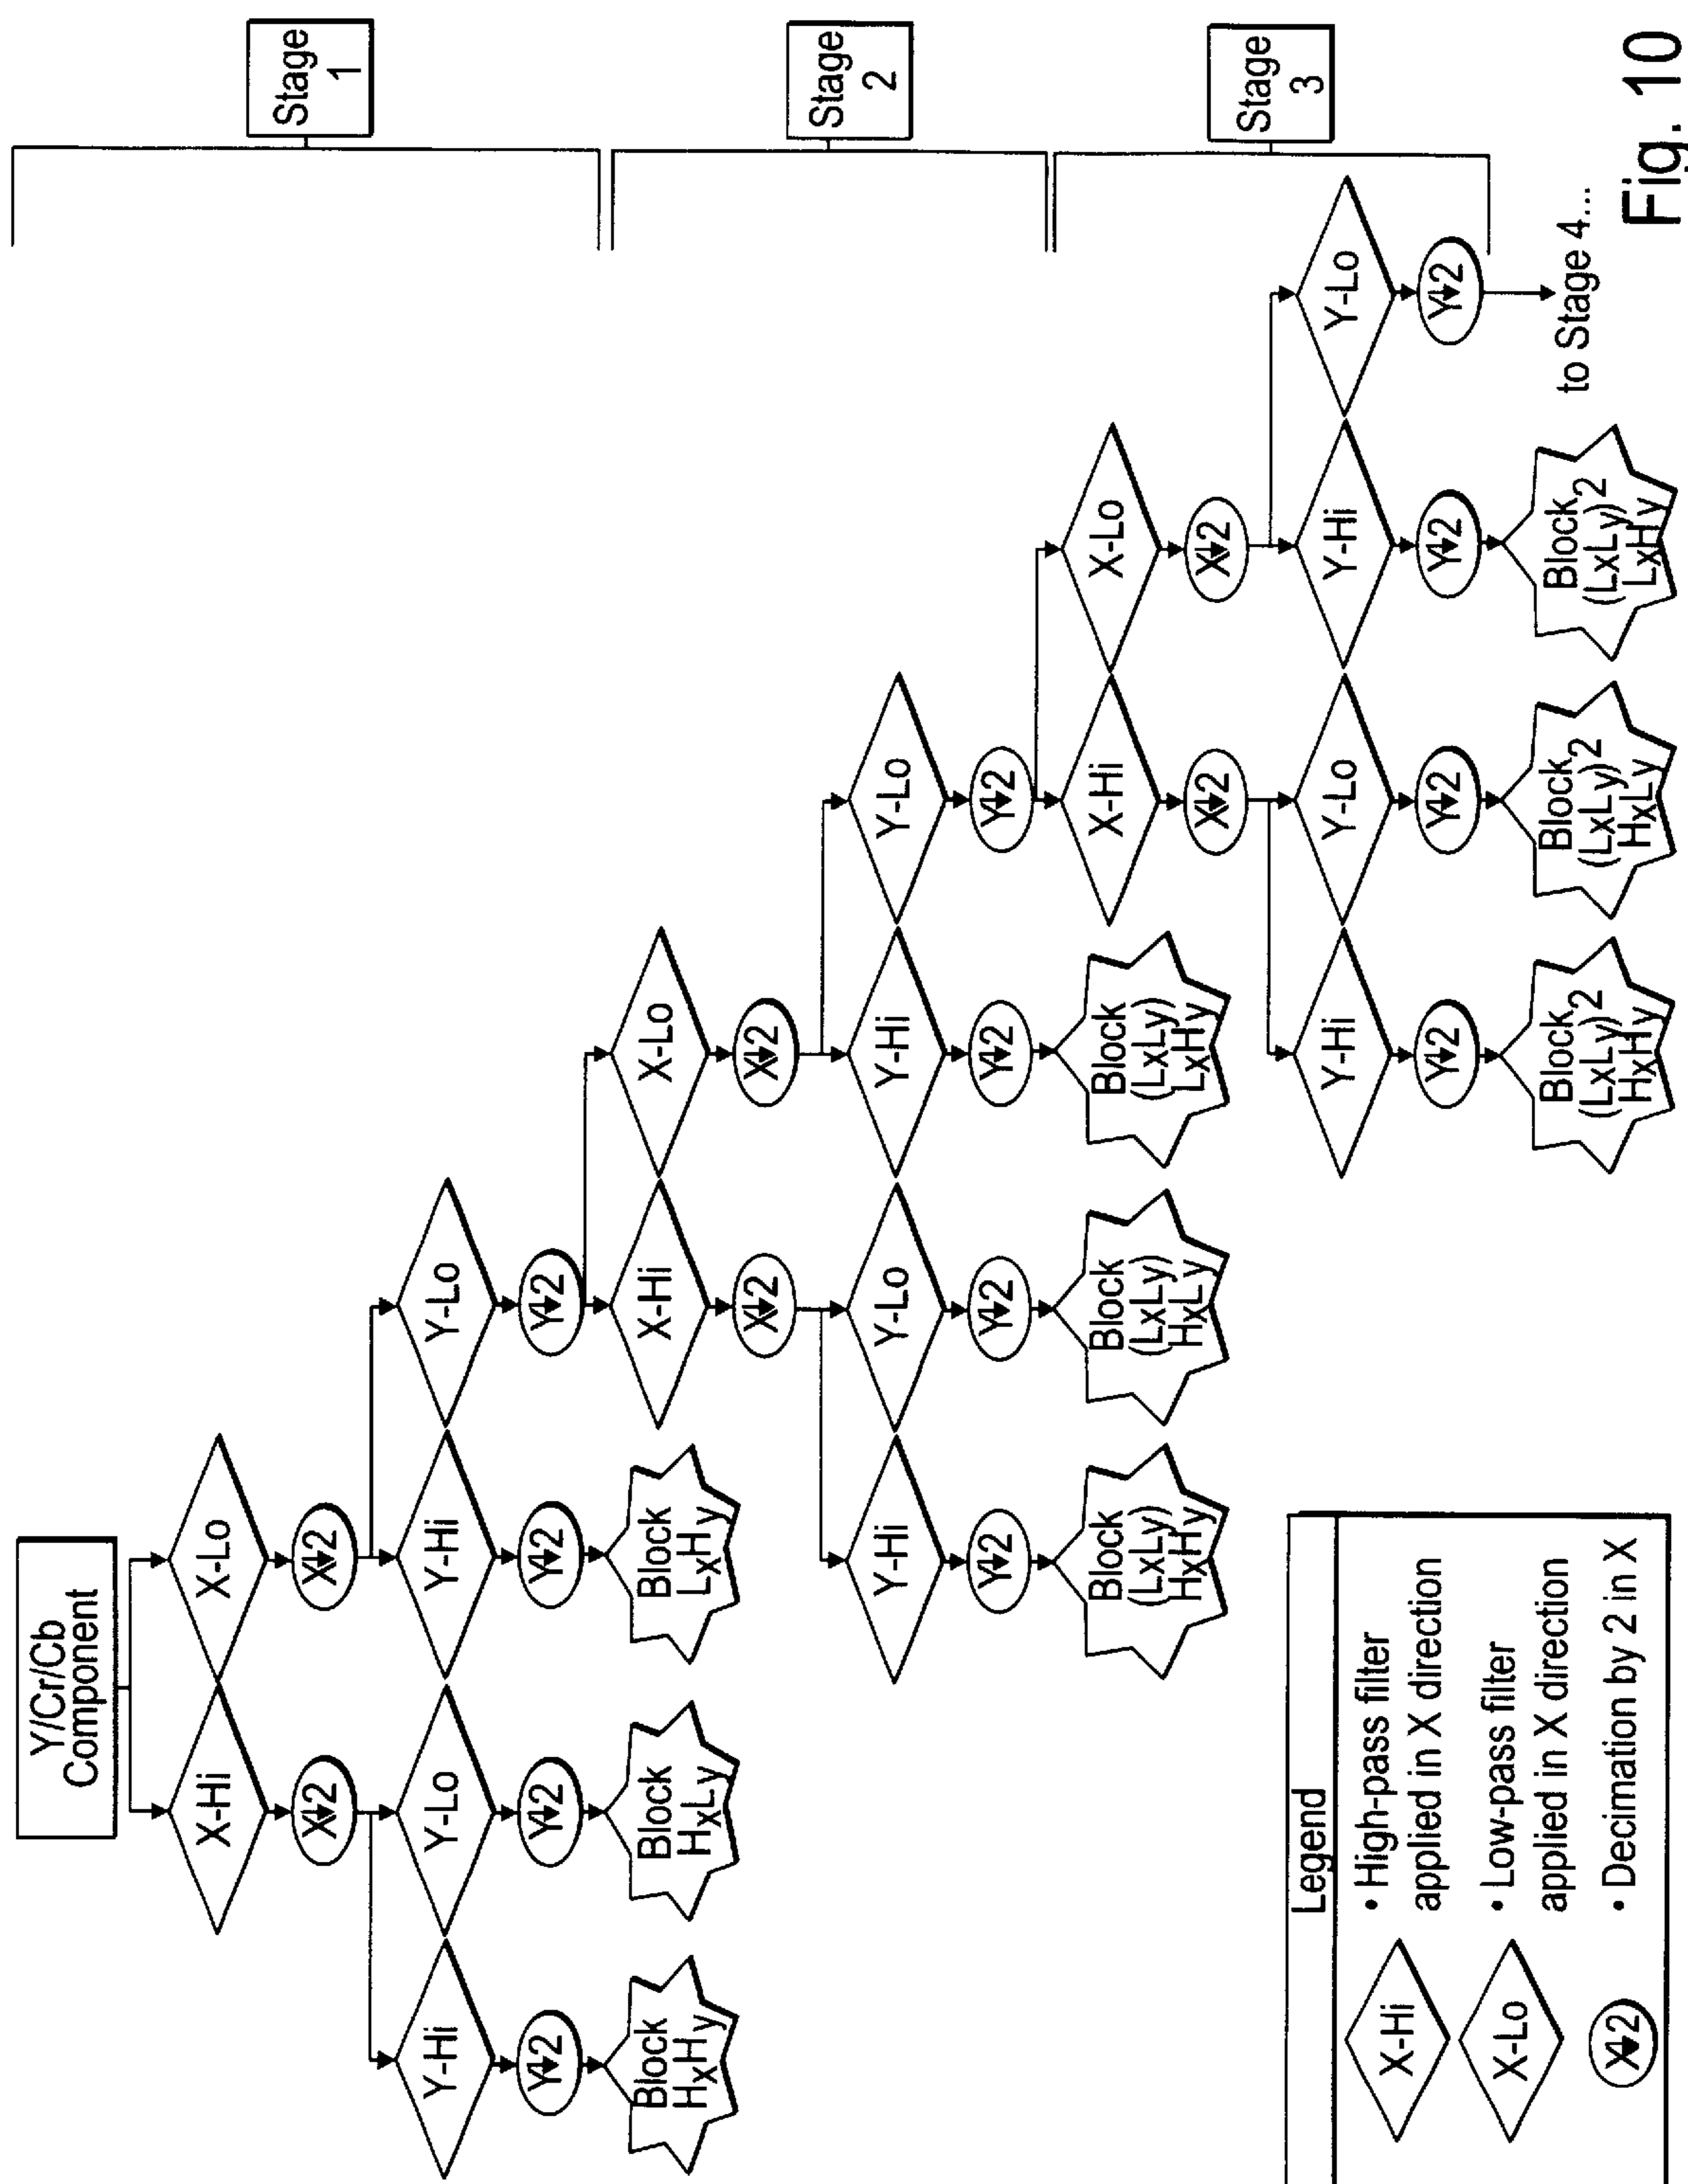 Y/Cr/Cb
Component
Stage
1
X-Hi
X-Lo
X↓2
X↓2
Y-Hi
Y-Lo
Y-Hi
Y-Lo
Y↓2
Y↓2
Y↓2
Y↓2
Block
HxHy
Block
HxLy
Block
LxHy
Stage
2
X-Hi
X-Lo
X↓2
X↓2
Y-Hi
Y-Lo
Y-Hi
Y-Lo
Y↓2
Y↓2
Y↓2
Y↓2
Block
(LxLy)
HxHy
Block
(LxLy)
HxLy
Block
(LxLy)
LxHy
Stage
3
X-Hi
X-Lo
X↓2
X↓2
Y-Hi
Y-Lo
Y-Hi
Y-Lo
Y↓2
Y↓2
Y↓2
Y↓2
Block
(LxLy)2
HxHy
Block
(LxLy)2
HxLy
Block
(LxLy)2
LxHy
to Stage 4...
Legend
X-Hi
• High-pass filter
applied in X direction
X-Lo
• Low-pass filter
applied in X direction
X↓2
• Decimation by 2 in X
Fig. 10